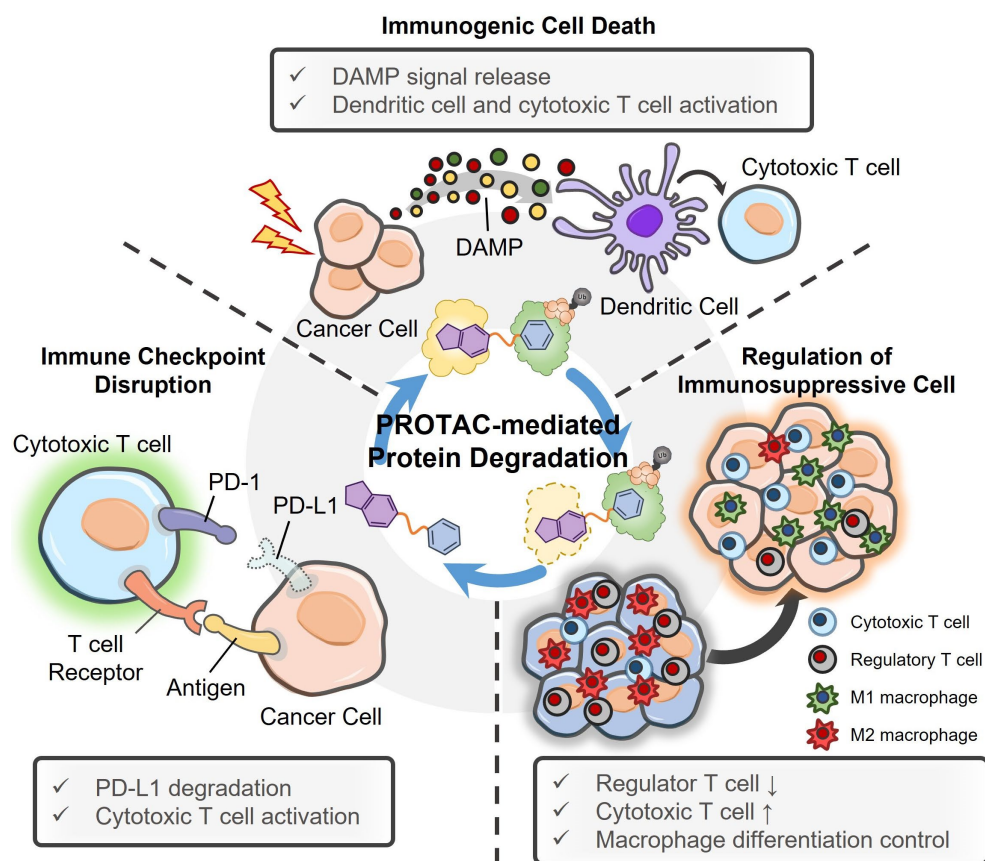 Immunogenic Cell Death
✓ DAMP signal release
✓ Dendritic cell and cytotoxic T cell activation
Cytotoxic T cell
DAMP
Cancer Cell
Dendritic Cell
Ub
Immune Checkpoint
Disruption
Cytotoxic T cell
PD-1
PD-L1
T cell
Receptor
Antigen
Cancer Cell
PROTAC-mediated
Protein Degradation
Ub
Regulation of
Immunosuppressive Cell
Cytotoxic T cell
Regulatory T cell
M1 macrophage
M2 macrophage
✓ PD-L1 degradation
✓ Cytotoxic T cell activation
✓ Regulator T cell ↓
✓ Cytotoxic T cell ↑
✓ Macrophage differentiation control